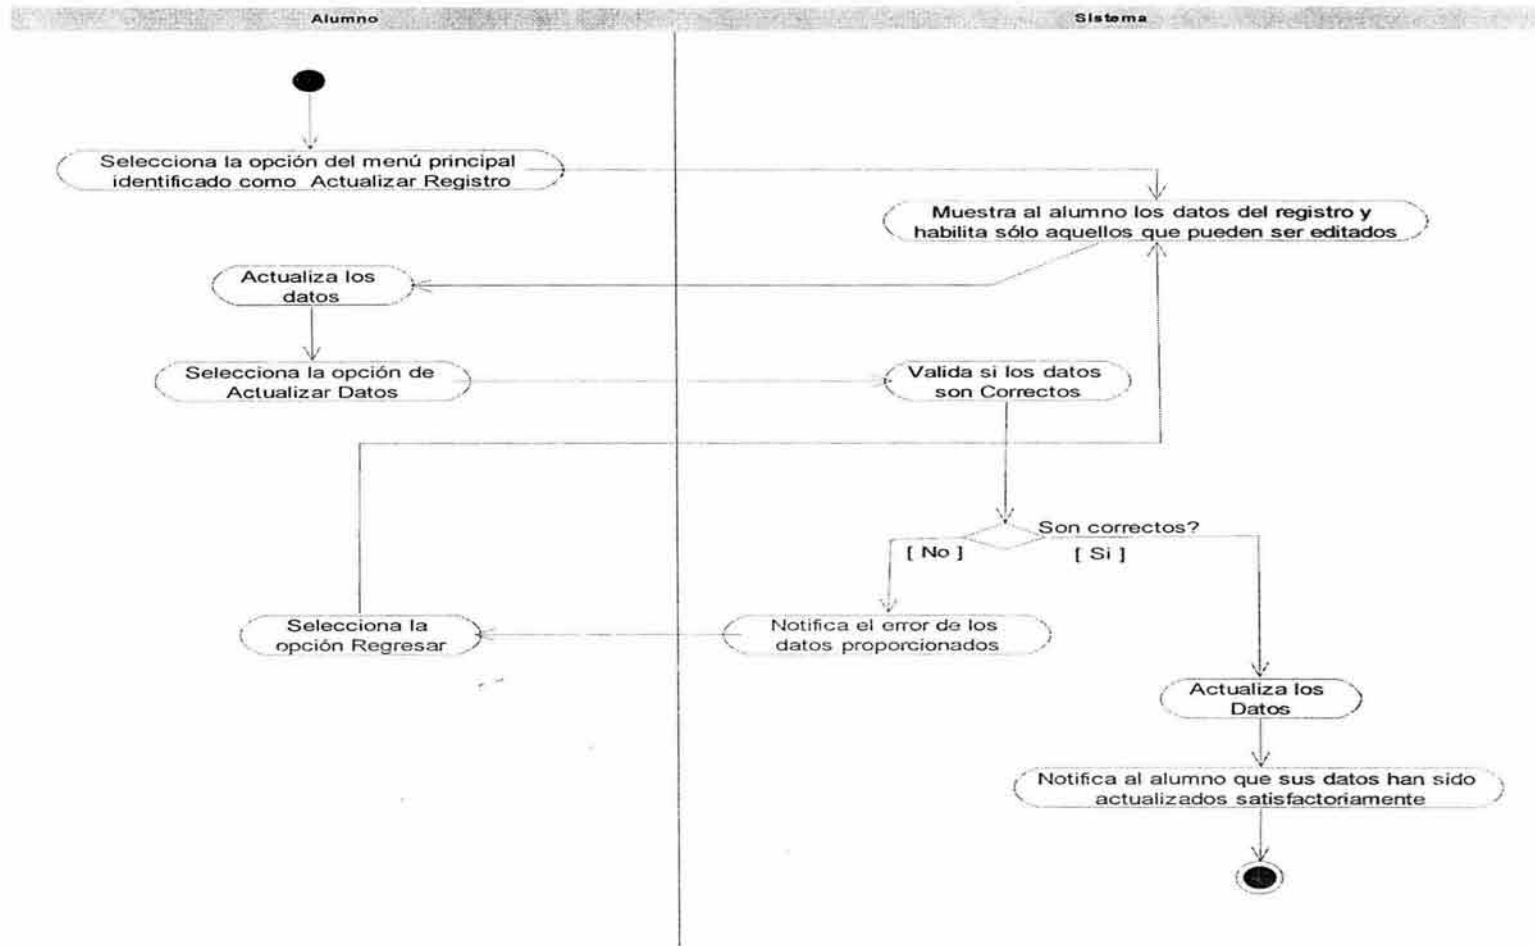 Alumno
Sistema
Selecciona la opción del menú principal
identificado como Actualizar Registro
Muestra al alumno los datos del registro y
habilita sólo aquellos que pueden ser editados
Actualiza los
datos
Selecciona la opción de
Actualizar Datos
Valida si los datos
son Correctos
Son correctos?
[ No ]
[ Si ]
Selecciona la
opción Regresar
Notifica el error de los
datos proporcionados
Actualiza los
Datos
Notifica al alumno que sus datos han sido
actualizados satisfactoriamente